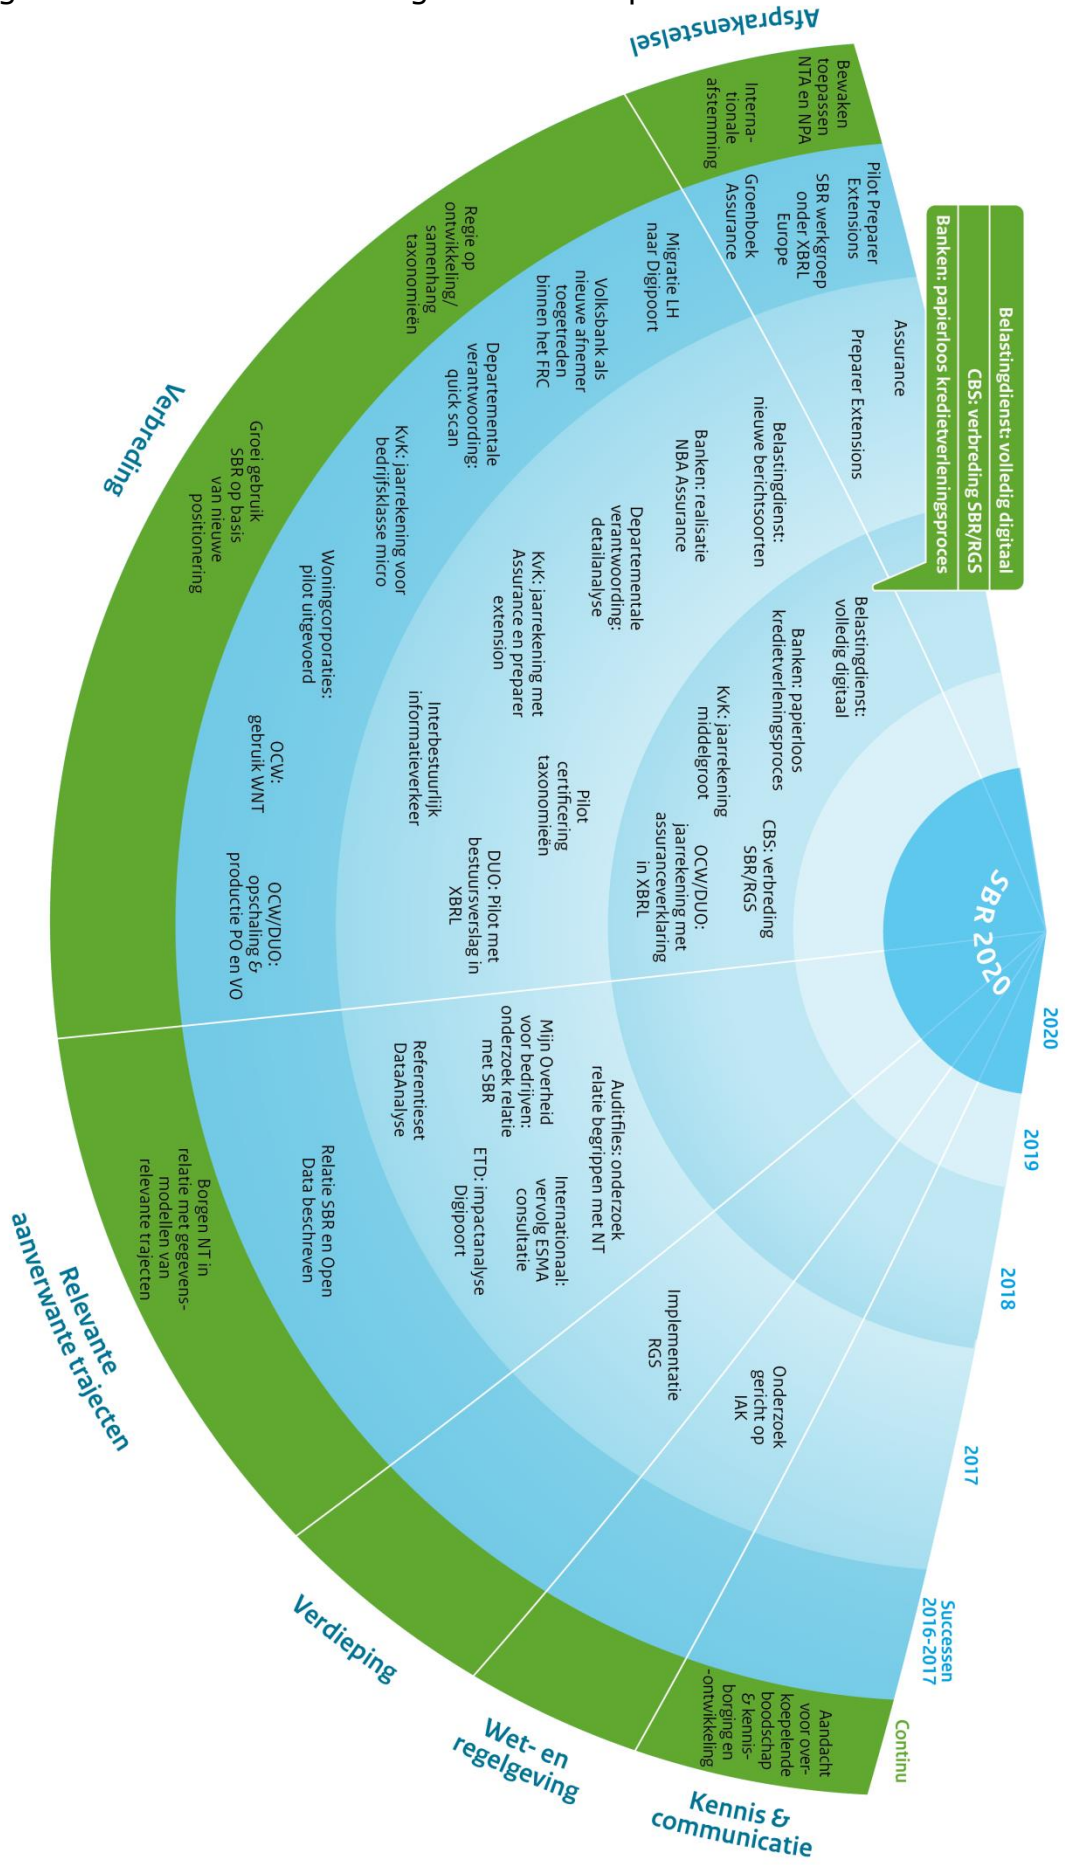 Afsprakenstelsel
Bewaken
toepassen
NTA en NPA
Interna-
tionale
afstemming
Pilot Preparer
Extensions
SBR werkgroep
onder XBRL
Europe
Groenboek
Assurance
Assurance
Preparer Extensions
Belastingdienst: volledig digitaal
CBS: verbreding SBR/RGS
Banken: papierloos kredietverleningsproces
Verbreding
Regie op
ontwikkeling/
samenhang
taxonomieën
Groei gebruik
SBR op basis
van nieuwe
positionering
Migratie LH
naar Digipoort
Volksbank als
nieuwe afnemer
toegetreden
binnen het FRC
Departementale
verantwoording:
quick scan
KvK: jaarrekening voor
bedrijfsklasse micro
Woningcorporaties:
pilot uitgevoerd
OCW:
gebruik WNT
OCW/DUO:
opschaling &
productie PO en VO
Belastingdienst:
nieuwe berichtsoorten
Banken: realisatie
NBA Assurance
Departementale
verantwoording:
detailanalyse
KvK: jaarrekening met
Assurance en preparer
extension
Interbestuurlijk
informatieverkeer
Pilot
certificering
taxonomieën
DUO: Pilot met
bestuursverslag in
XBRL
Belastingdienst:
volledig digitaal
Banken: papierloos
kredietverleningsproces
KvK: jaarrekening
middelgroot
CBS: verbreding
SBR/RGS
OCW/DUO:
jaarrekening met
assuranceverklaring
in XBRL
SBR 2020
Relevante
aanverwante trajecten
Borgen NT in
relatie met gegevens-
modellen van
relevante trajecten
Relatie SBR en Open
Data beschreven
Referentieset
DataAnalyse
Mijn Overheid
voor bedrijven:
onderzoek relatie
met SBR
Auditfiles: onderzoek
relatie begrippen met NT
Internationaal:
vervolg ESMA
consultatie
ETD: impactanalyse
Digipoort
Verdieping
Implementatie
RGS
Wet- en
regelgeving
Onderzoek
gericht op
IAK
Kennis &
communicatie
Aandacht
voor over-
koepelende
boodschap
& kennis-
borging en
-ontwikkeling
2020
2019
2018
2017
Successen
2016-2017
Continu